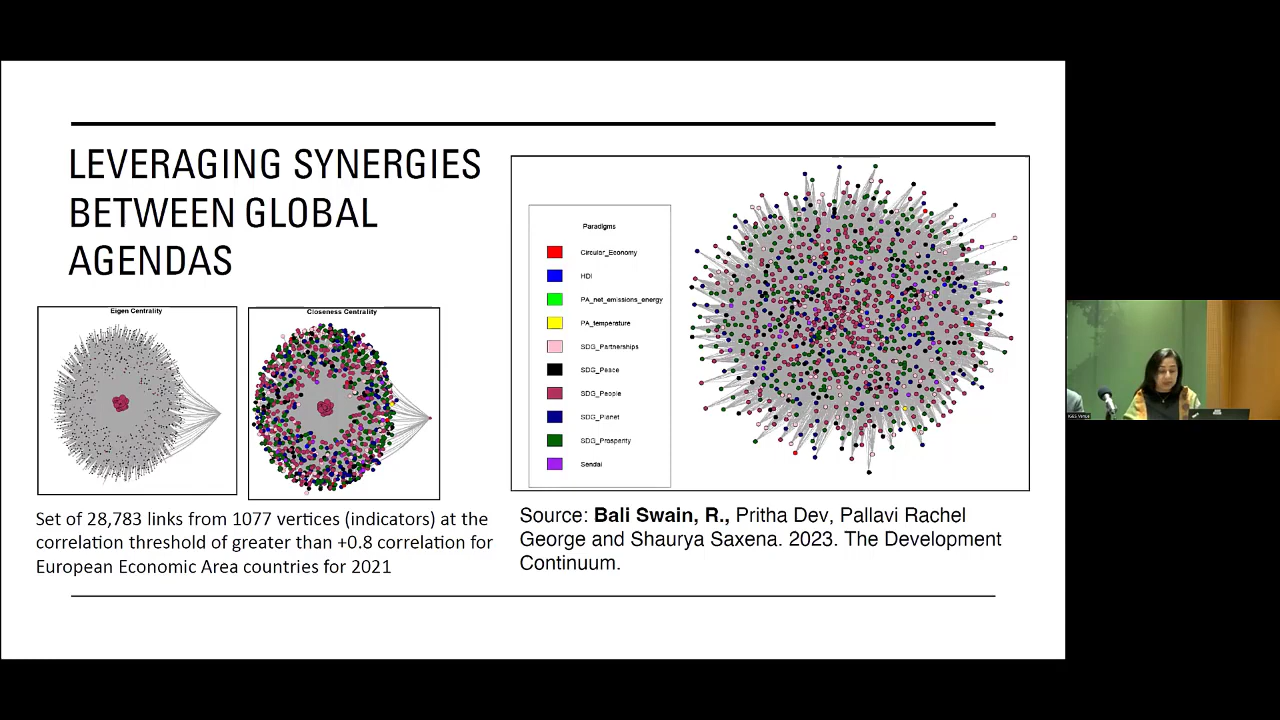 LEVERAGING SYNERGIES
BETWEEN GLOBAL
AGENDAS
Eigen Centrality
Closeness Centrality
Set of 28,783 links from 1077 vertices (indicators) at the
correlation threshold of greater than +0.8 correlation for
European Economic Area countries for 2021
Paradigms
Circular_Economy
HDI
PA_net_emissions_energy
PA_temperature
SDG_Partnerships
SDG_Peace
SDG_People
SDG_Planet
SDG_Prosperity
Sendai
Source: Bali Swain, R., Pritha Dev, Pallavi Rachel
George and Shaurya Saxena. 2023. The Development
Continuum.